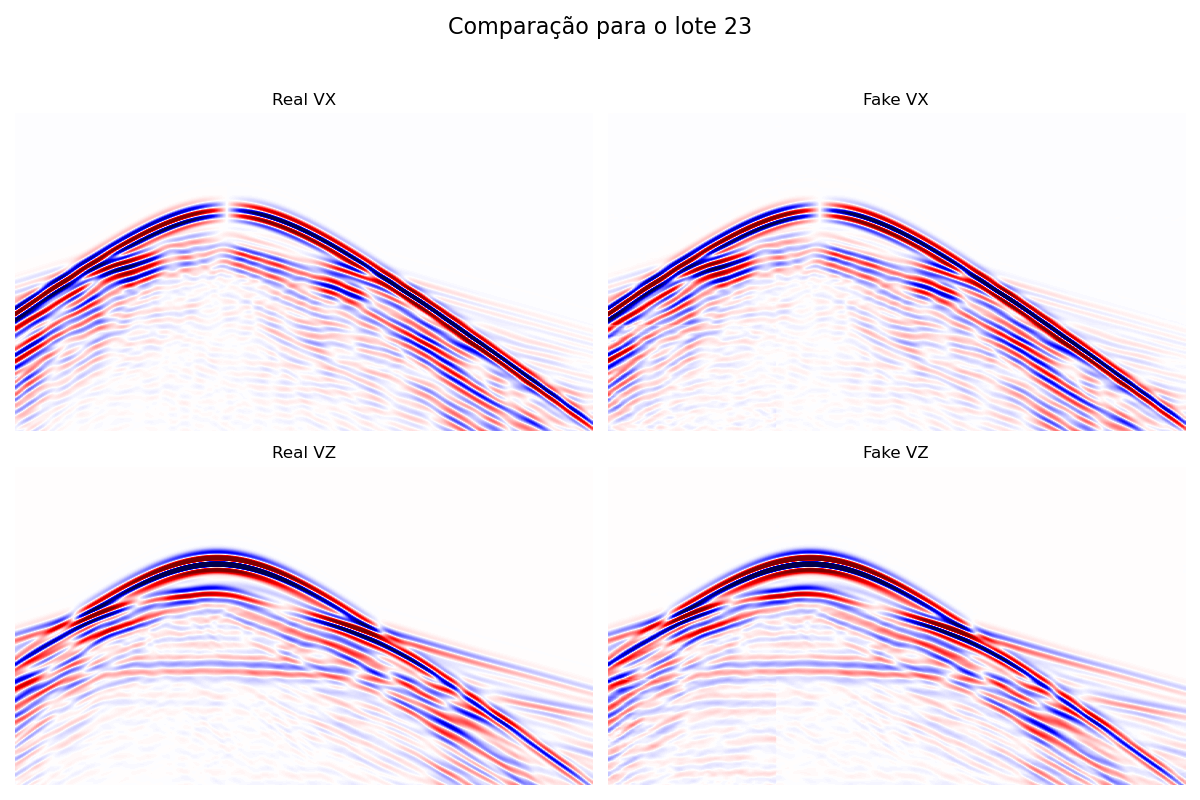 Comparação para o lote 23
Real VX
Fake VX
Real VZ
Fake VZ